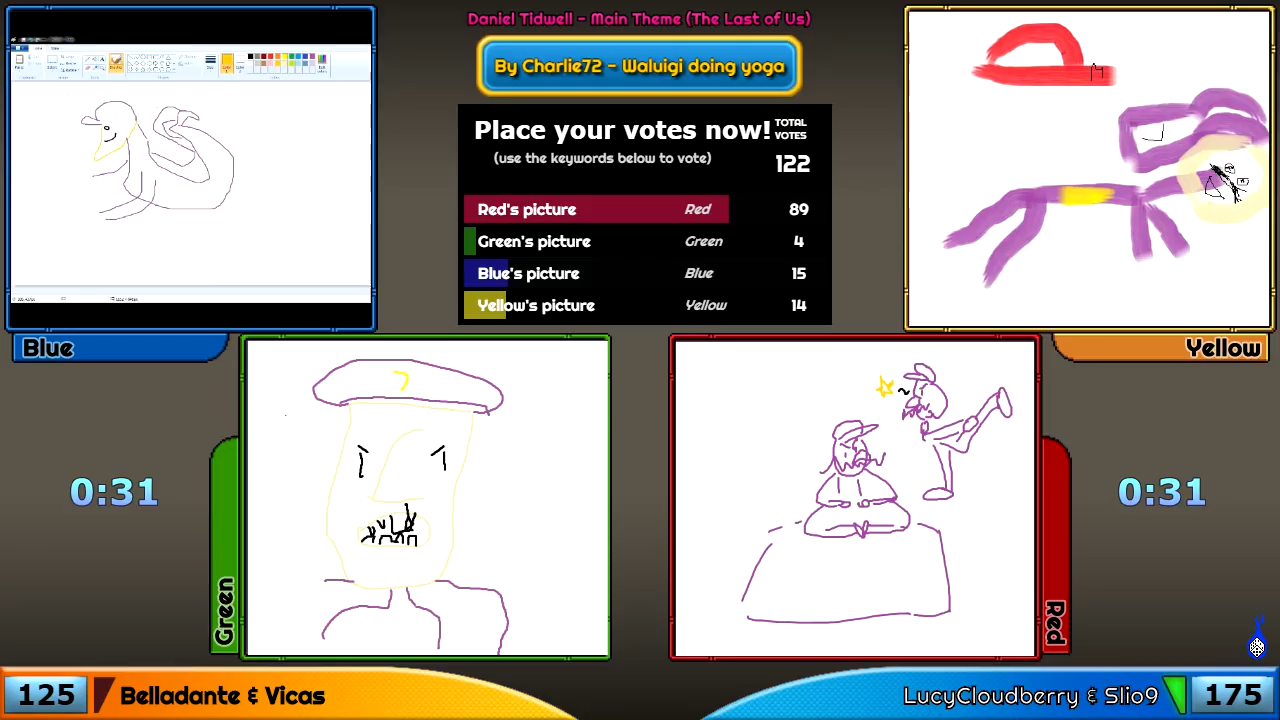 Daniel Tidwell - Main Theme (The Last of Us)
By Charlie72 - Waluigi doing yoga
Place your votes now!
TOTAL VOTES
(use the keywords below to vote)
122
Red's picture Red 89
Green's picture Green 4
Blue's picture Blue 15
Yellow's picture Yellow 14
Blue
Yellow
0:31
0:31
Green
Red
125 Belladante & Vicas
LucyCloudberry & Slio9 175